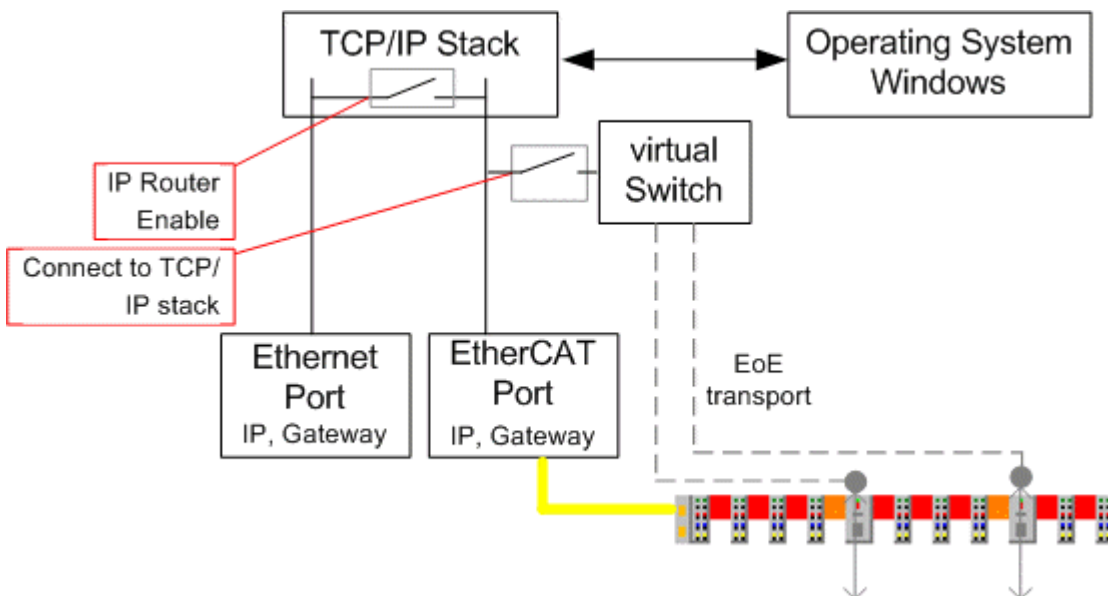 TCP/IP Stack
Operating System
Windows
virtual
Switch
IP Router
Enable
Connect to TCP/
IP stack
Ethernet
Port
IP, Gateway
EtherCAT
Port
IP, Gateway
EoE
transport